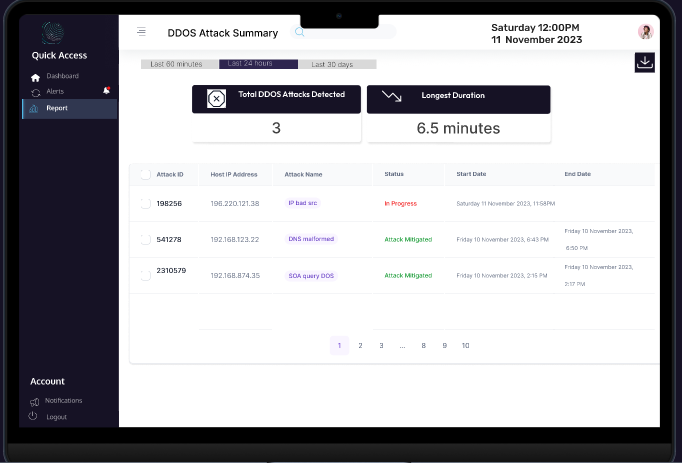 Quick Access
Dashboard
Alerts
Report
Account
Notifications
Logout
DDOS Attack Summary
Saturday 12:00PM
11 November 2023
Last 60 minutes
Last 24 hours
Last 30 days
Total DDOS Attacks Detected
3
Longest Duration
6.5 minutes
Attack ID Host IP Address Attack Name Status Start Date End Date
198256 196.220.121.38 IP bad src In Progress Saturday 11 November 2023, 11:58PM
541278 192.168.123.22 DNS malformed Attack Mitigated Friday 10 November 2023, 6:43 PM Friday 10 November 2023,
6:50 PM
2310579 192.168.874.35 SOA query DOS Attack Mitigated Friday 10 November 2023, 2:15 PM Friday 10 November 2023,
2:17 PM
1 2 3 ... 8 9 10